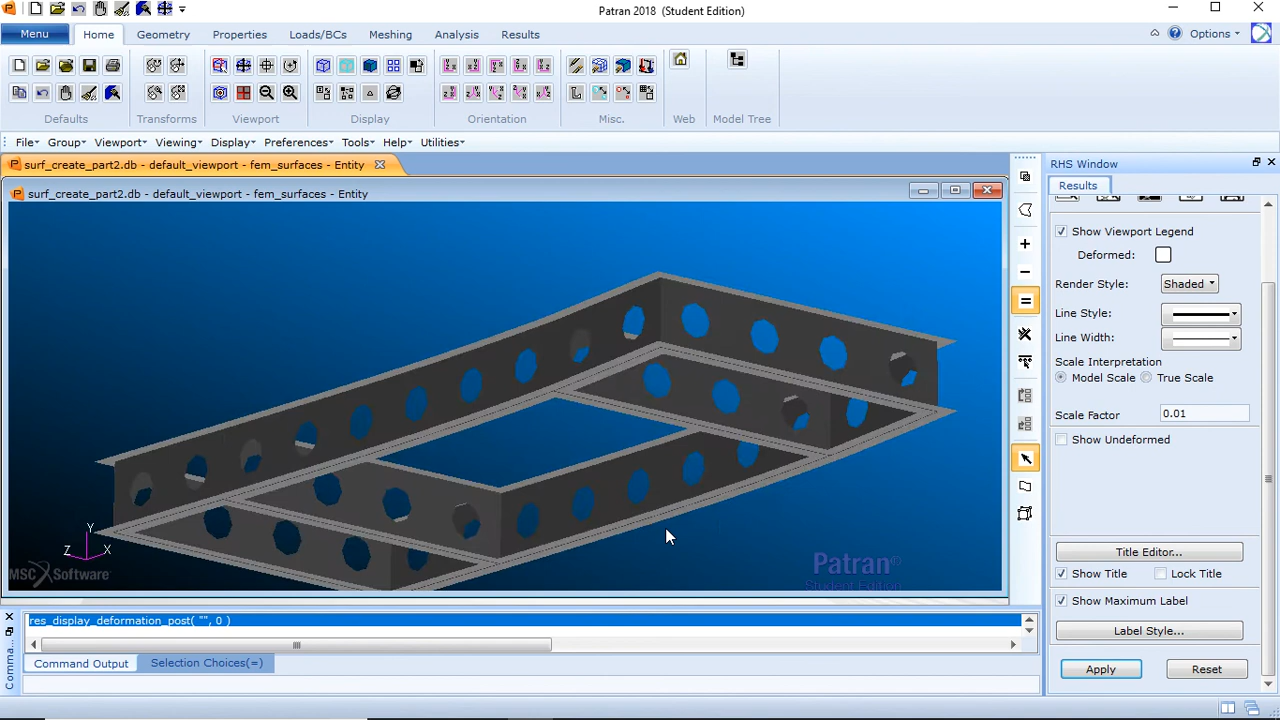 Patran 2018 (Student Edition)
Menu Home Geometry Properties Loads/BCs Meshing Analysis Results Options
Defaults Transforms Viewport Display Orientation Misc. Web Model Tree
File Group Viewport Viewing Display Preferences Tools Help Utilities
surf_create_part2.db - default_viewport - fem_surfaces - Entity
surf_create_part2.db - default_viewport - fem_surfaces - Entity
RHS Window
Results
Show Viewport Legend
Deformed:
Render Style: Shaded
Line Style:
Line Width:
Scale Interpretation
Model Scale True Scale
Scale Factor 0.01
Show Undeformed
Title Editor...
Show Title Lock Title
Show Maximum Label
Label Style...
Apply Reset
Y
Z X
MSC Software
Patran®
Student Edition
Comma...
res_display_deformation_post( "", 0 )
Command Output Selection Choices(=)